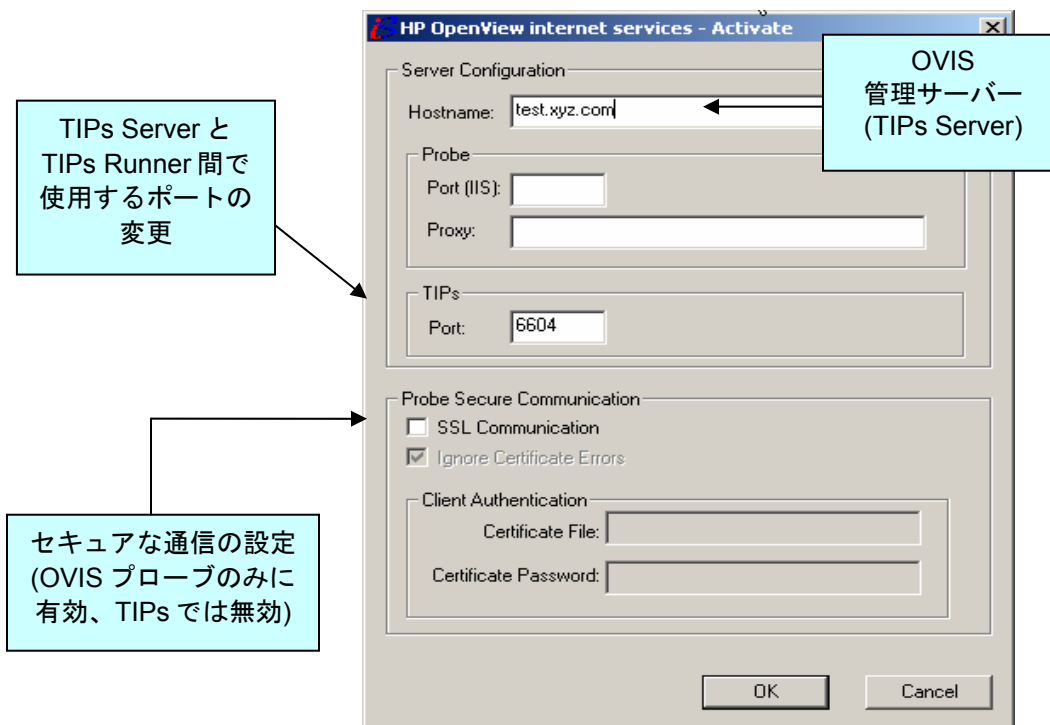 HP OpenView internet services - Activate
Server Configuration
Hostname: test.xyz.com
OVIS
管理サーバー
(TIPs Server)
TIPs Server と
TIPs Runner 間で
使用するポートの
変更
Probe
Port (IIS):
Proxy:
TIPs
Port: 6604
Probe Secure Communication
SSL Communication
Ignore Certificate Errors
Client Authentication
Certificate File:
Certificate Password:
セキュアな通信の設定
(OVIS プローブのみに
有効、TIPs では無効)
OK Cancel